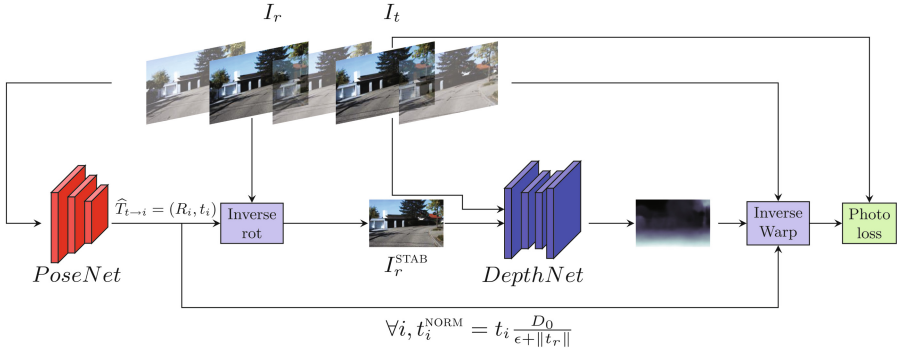 I_r I_t
\widehat{T}_{t→i} = (R_i, t_i)
Inverse
rot
Inverse
Warp
Photo
loss
PoseNet
I_r^{STAB}
DepthNet
∀i, t_i^{NORM} = t_i \frac{D_0}{ϵ+‖t_r‖}